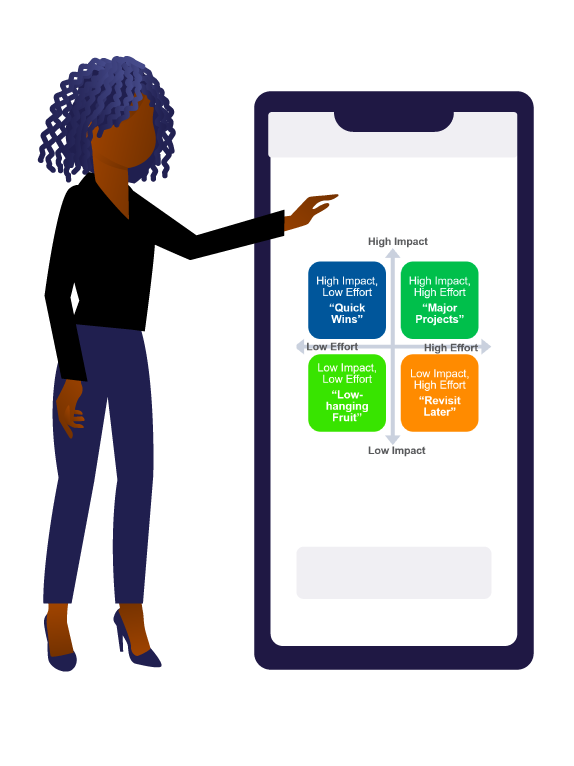 High Impact
High Impact,
Low Effort
“Quick
Wins”
High Impact,
High Effort
“Major
Projects”
Low Effort
High Effort
Low Impact,
Low Effort
“Low-
hanging
Fruit”
Low Impact,
High Effort
“Revisit
Later”
Low Impact